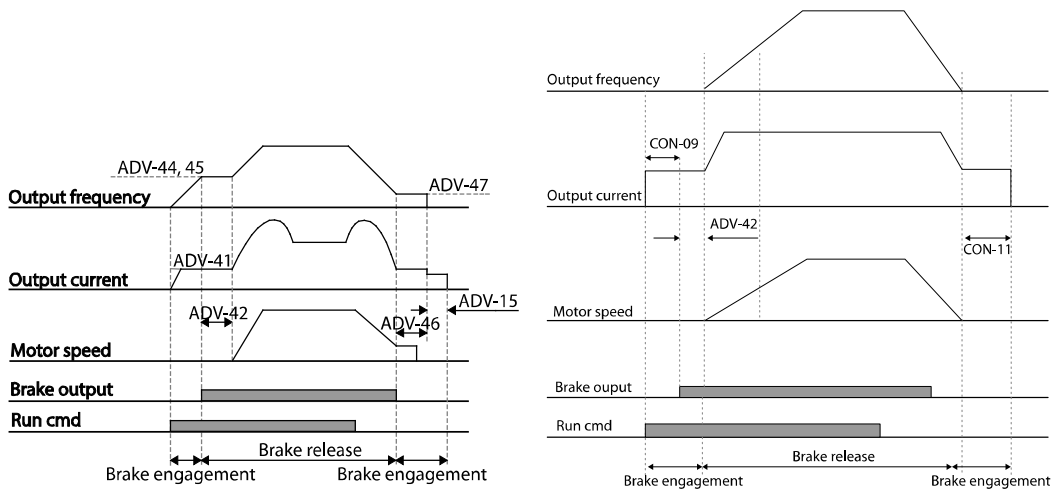 ADV-44, 45
ADV-47
Output frequency
ADV-41
Output current
ADV-15
ADV-42
ADV-46
Motor speed
Brake output
Run cmd
Brake release
Brake engagement
Brake engagement
Output frequency
CON-09
Output current
ADV-42
CON-11
Motor speed
Brake ouput
Run cmd
Brake release
Brake engagement
Brake engagement